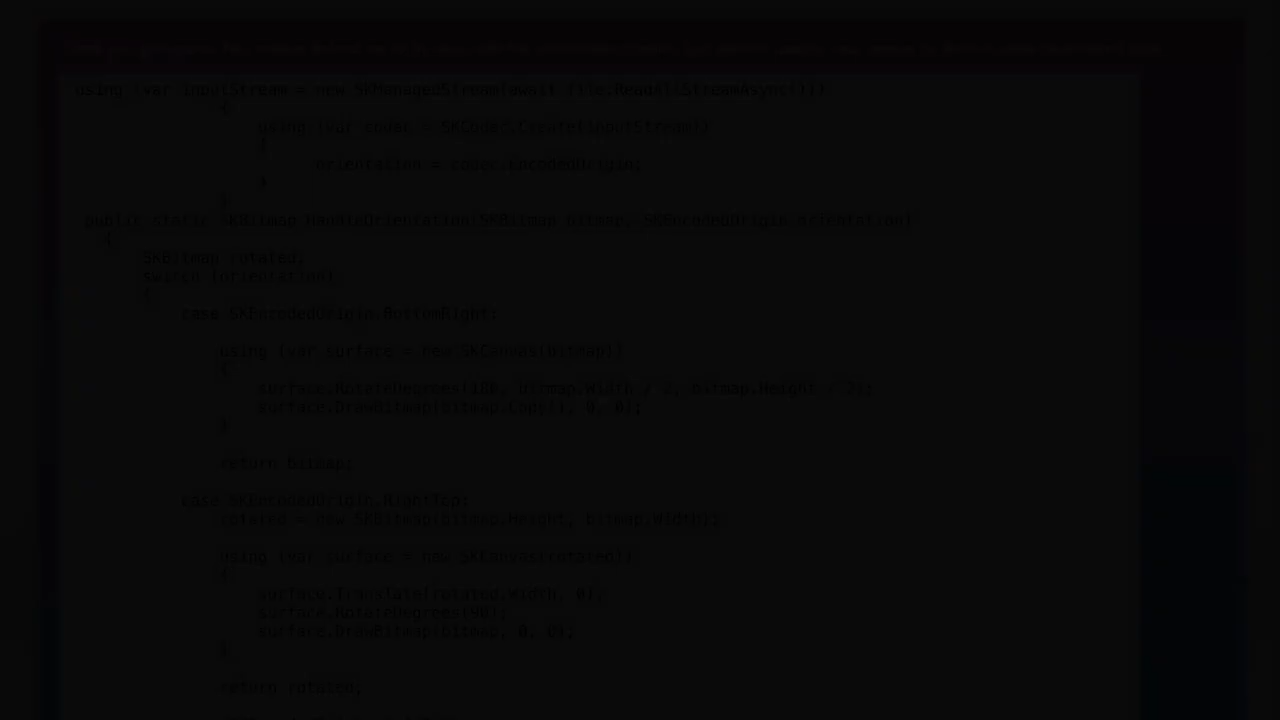 using (var inputStream = new SKManagedStream(await file.ReadAllStreamAsync()))
{
using (var codec = SKCodec.Create(inputStream))
{
orientation = codec.EncodedOrigin;
}
}
public static SKBitmap HandleOrientation(SKBitmap bitmap, SKEncodedOrigin orientation)
{
SKBitmap rotated;
switch (orientation)
{
case SKEncodedOrigin.BottomRight:
using (var surface = new SKCanvas(bitmap))
{
surface.RotateDegrees(180, bitmap.Width / 2, bitmap.Height / 2);
surface.DrawBitmap(bitmap.Copy(), 0, 0);
}
return bitmap;
case SKEncodedOrigin.RightTop:
rotated = new SKBitmap(bitmap.Height, bitmap.Width);
using (var surface = new SKCanvas(rotated))
{
surface.Translate(rotated.Width, 0);
surface.RotateDegrees(90);
surface.DrawBitmap(bitmap, 0, 0);
}
return rotated;